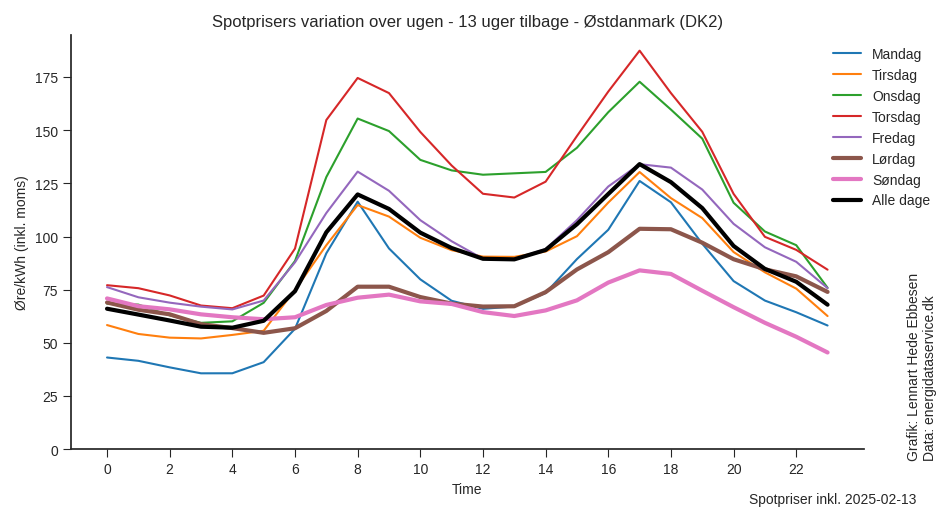 Spotprisers variation over ugen - 13 uger tilbage - Østdanmark (DK2)
Øre/kWh (inkl. moms)
175
150
125
100
75
50
25
0
0 2 4 6 8 10 12 14 16 18 20 22
Time
Mandag
Tirsdag
Onsdag
Torsdag
Fredag
Lørdag
Søndag
Alle dage
Grafik: Lennart Hede Ebbesen
Data: energidataservice.dk
Spotpriser inkl. 2025-02-13